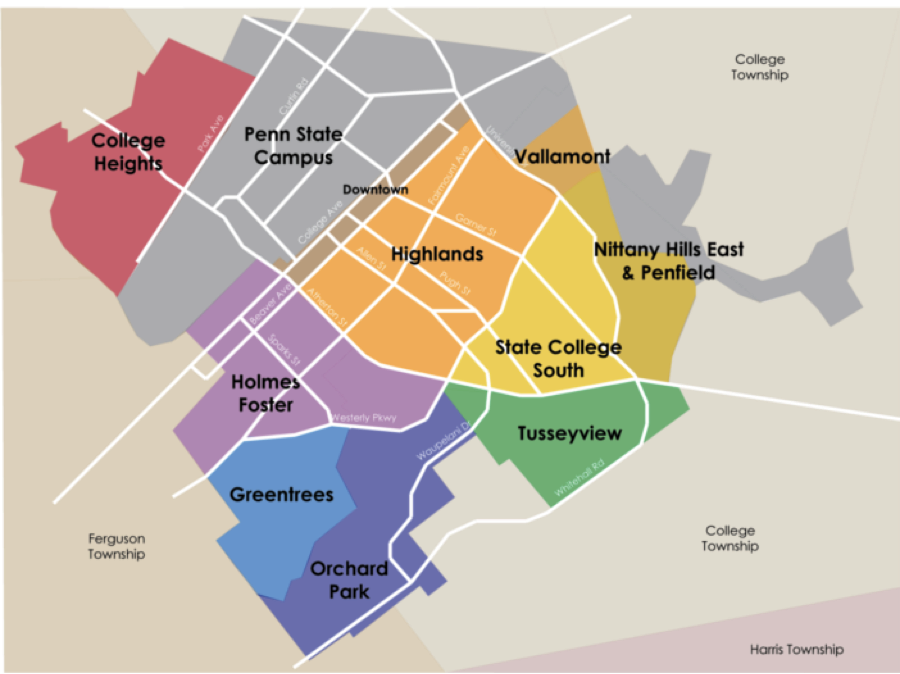 College
Township
Curtin Rd
Park Ave
Penn State
Campus
College
Heights
Vallamont
Fairmount Ave
Downtown
College Ave
Garner St
Highlands
Allen St
Pugh St
Nittany Hills East
& Penfield
Beaver Ave
Atherton St
Sparks St
State College
South
Holmes
Foster
Westerly Pkwy
Waupelani Dr
Tusseyview
Whitehall Rd
Greentrees
Ferguson
Township
College
Township
Orchard
Park
Harris Township